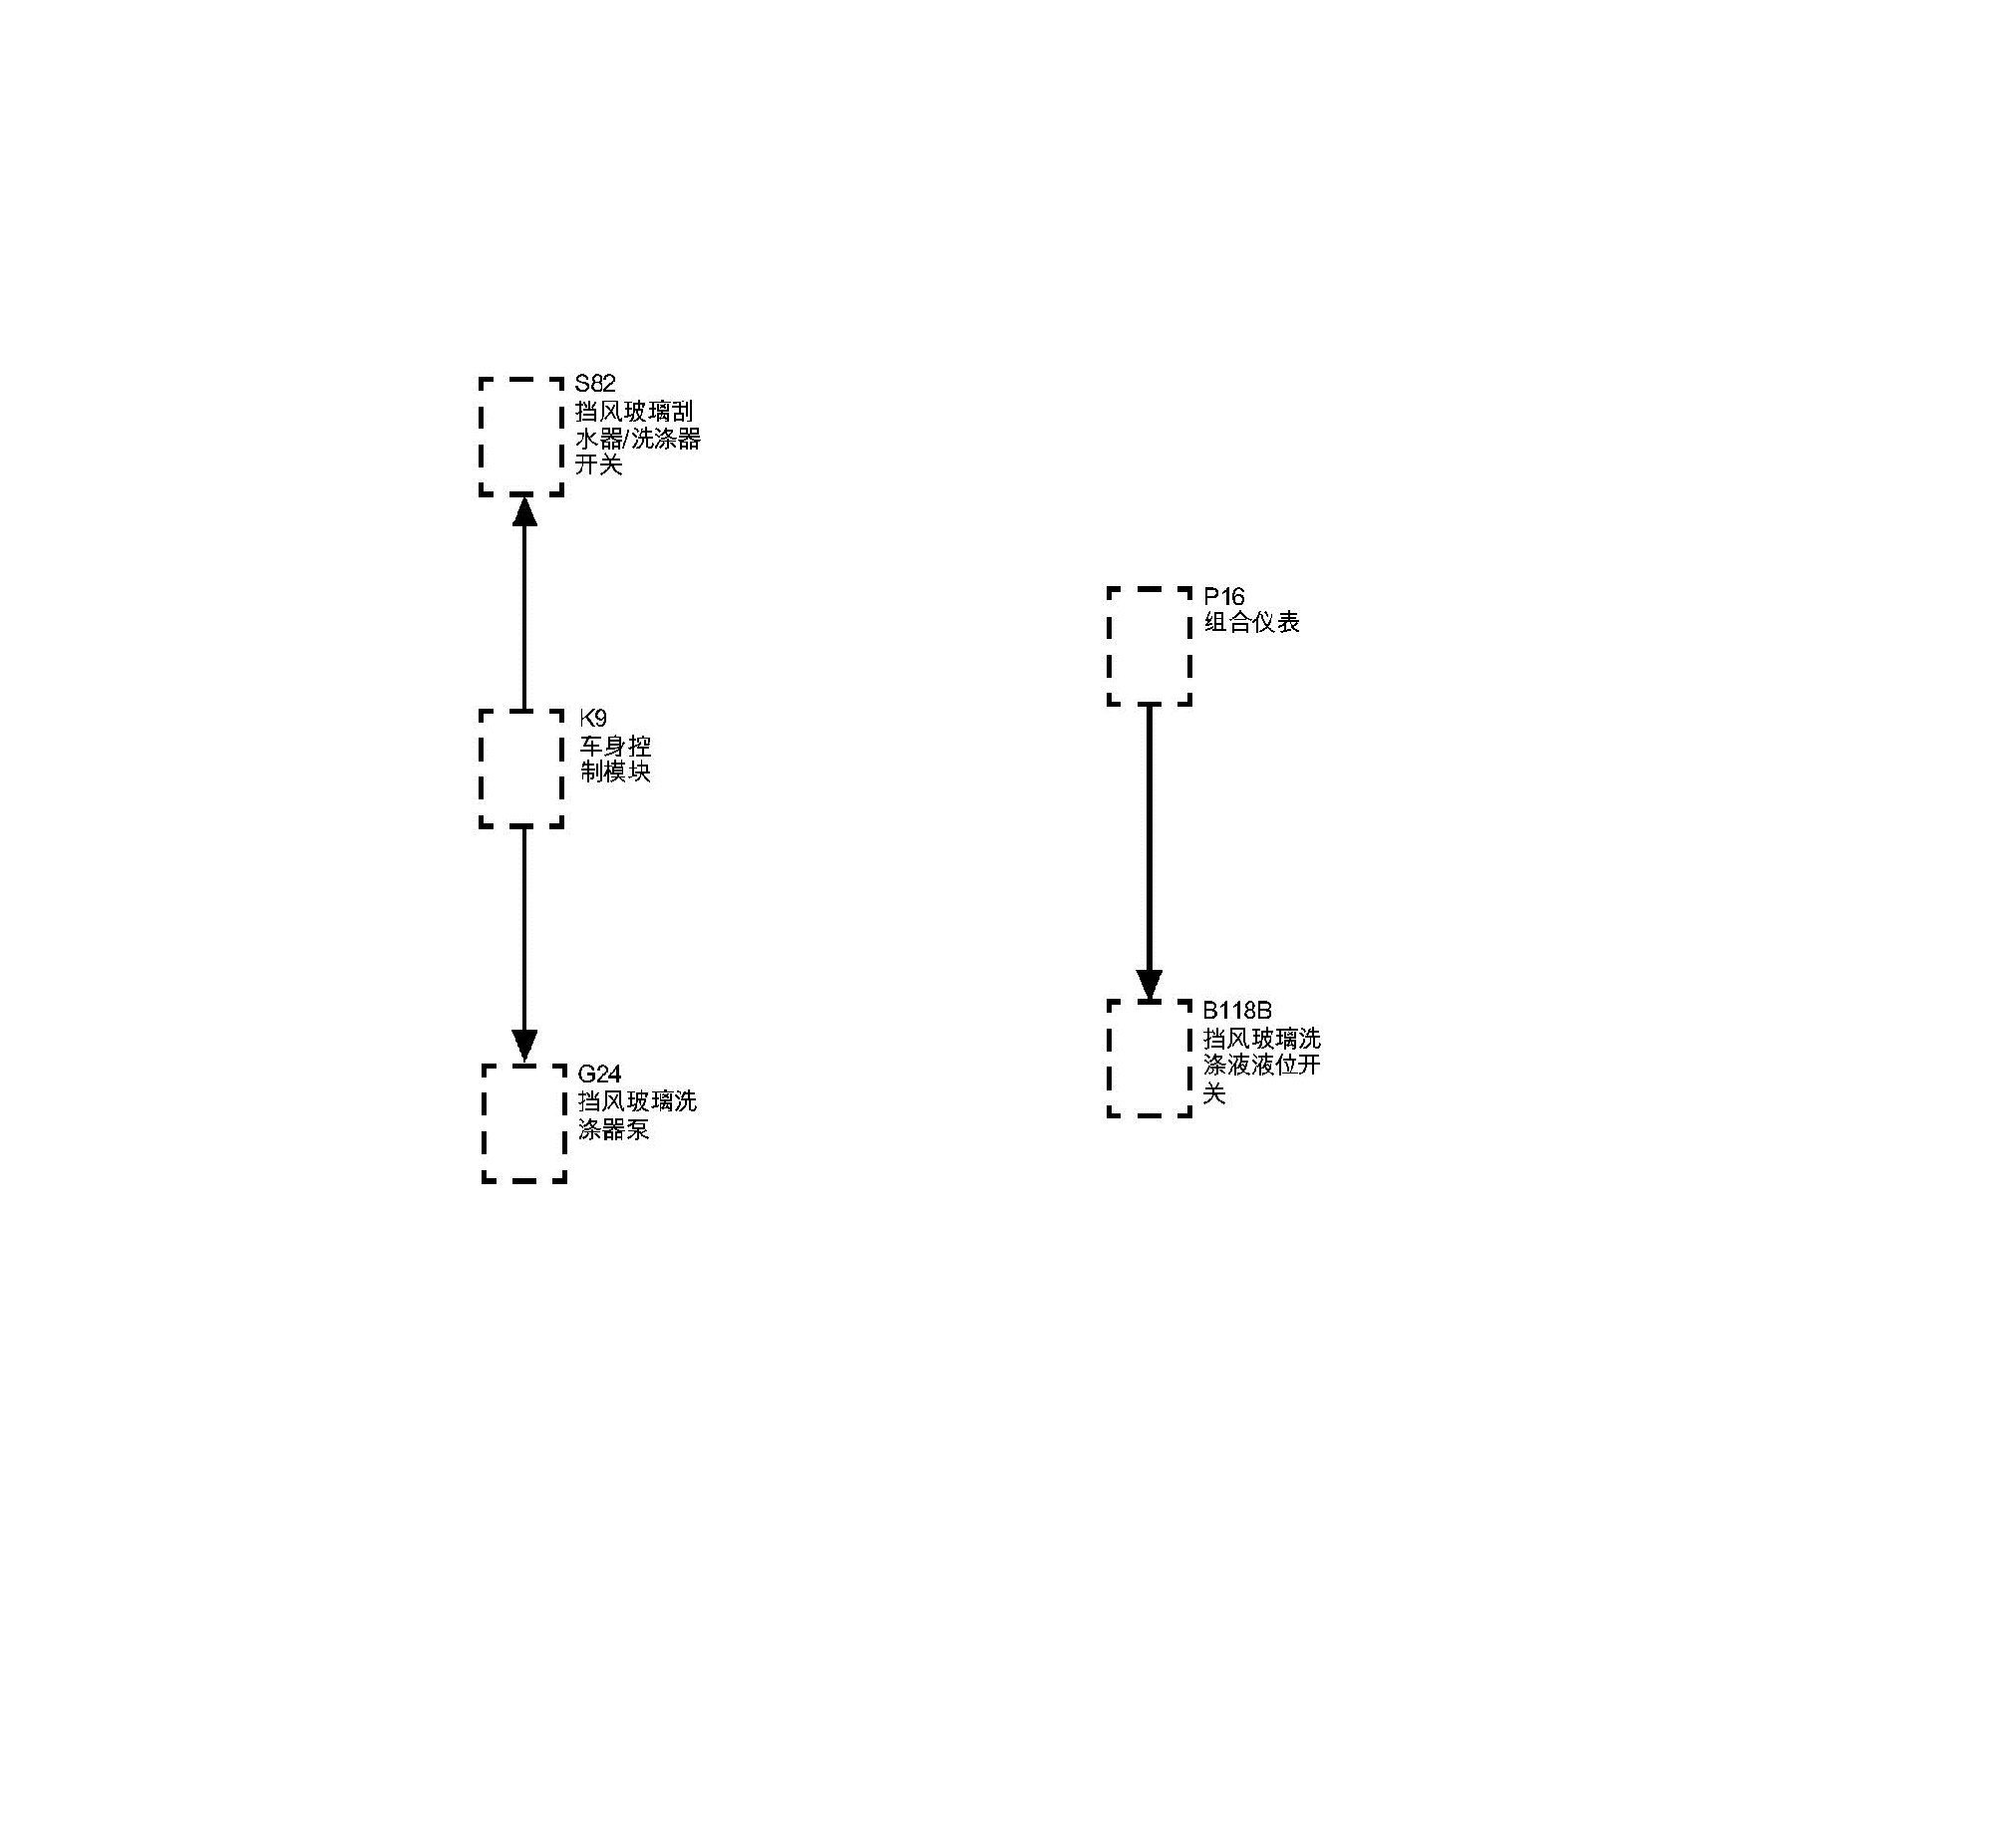 S82
挡风玻璃刮
水器/洗涤器
开关
K9
车身控
制模块
G24
挡风玻璃洗
涤器泵
P16
组合仪表
B118B
挡风玻璃洗
涤液液位开
关